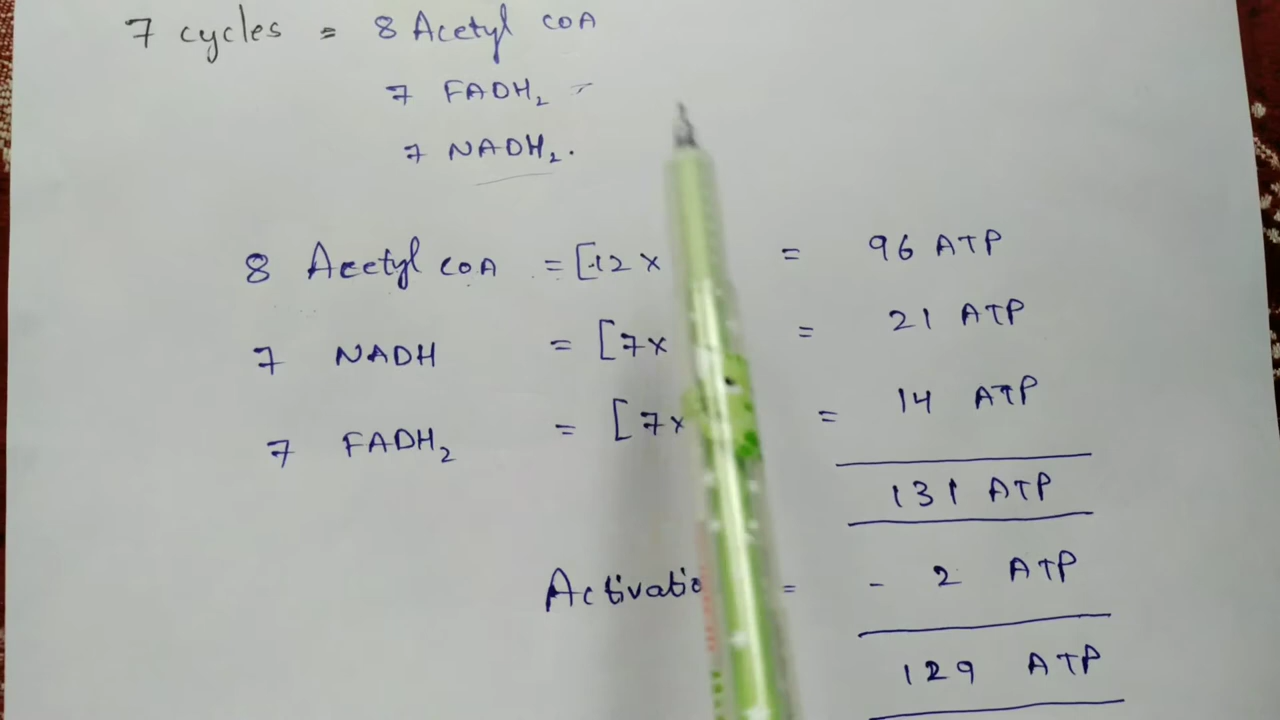 7 cycles = 8 Acetyl COA
7 FADH₂
7 NADH₂.
8 Acetyl COA = [12 x = 96 ATP
7 NADH = [7x = 21 ATP
7 FADH₂ = [7x = 14 ATP
131 ATP
= - 2 ATP
129 ATP